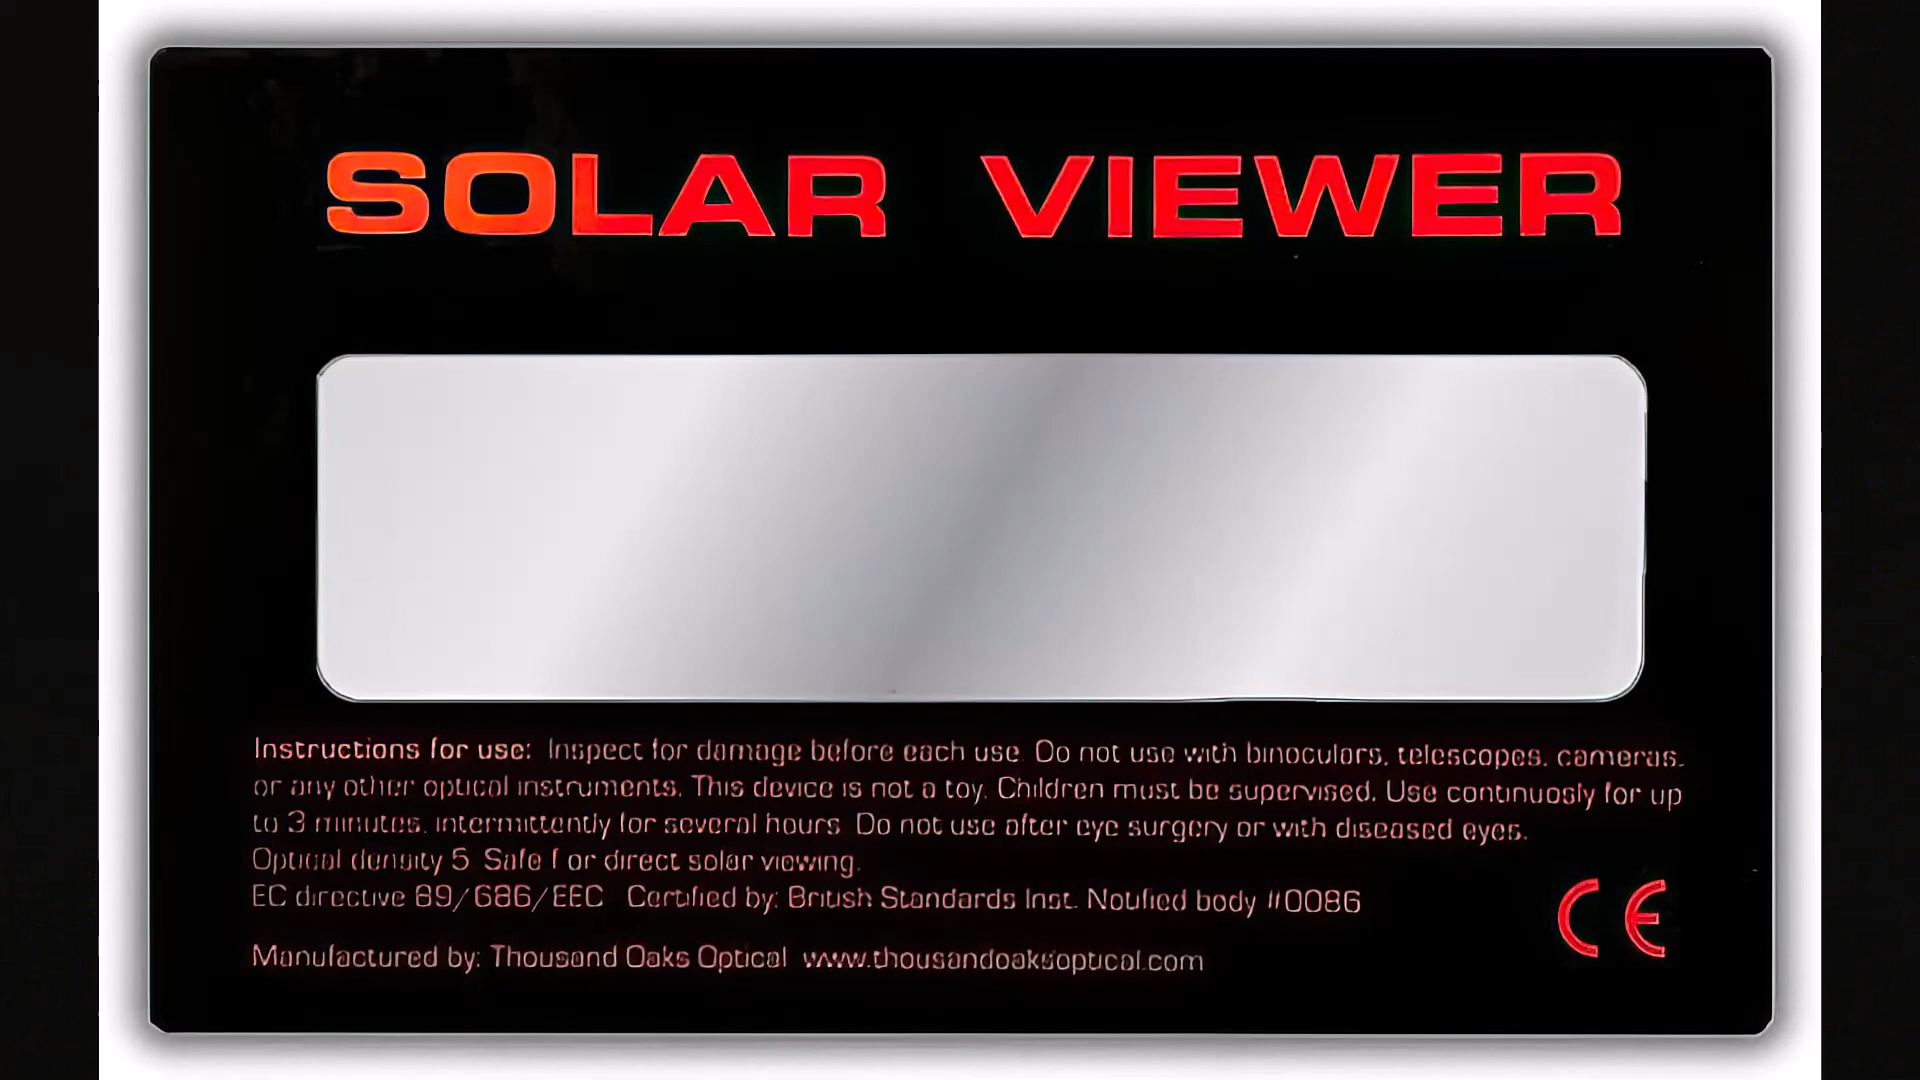 SOLAR VIEWER
Instructions for use: Inspect for damage before each use. Do not use with binoculars, telescopes, cameras,
or any other optical instruments. This device is not a toy. Children must be supervised. Use continuosly for up
to 3 minutes, intermittently for several hours. Do not use after eye surgery or with diseased eyes.
Optical density 5 Safe for direct solar viewing.
EC directive 89/686/EEC Certified by: British Standards Inst. Notified body #0086
CE
Manufactured by: Thousand Oaks Optical www.thousandoaksoptical.com